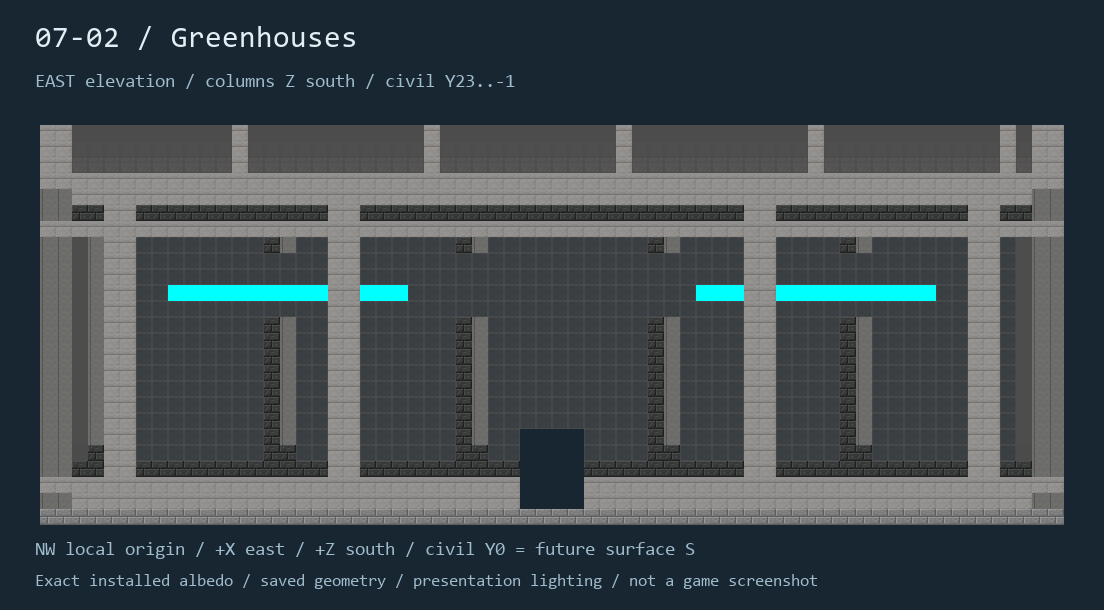 07-02 / Greenhouses
EAST elevation / columns Z south / civil Y23..-1
NW local origin / +X east / +Z south / civil Y0 = future surface S
Exact installed albedo / saved geometry / presentation lighting / not a game screenshot